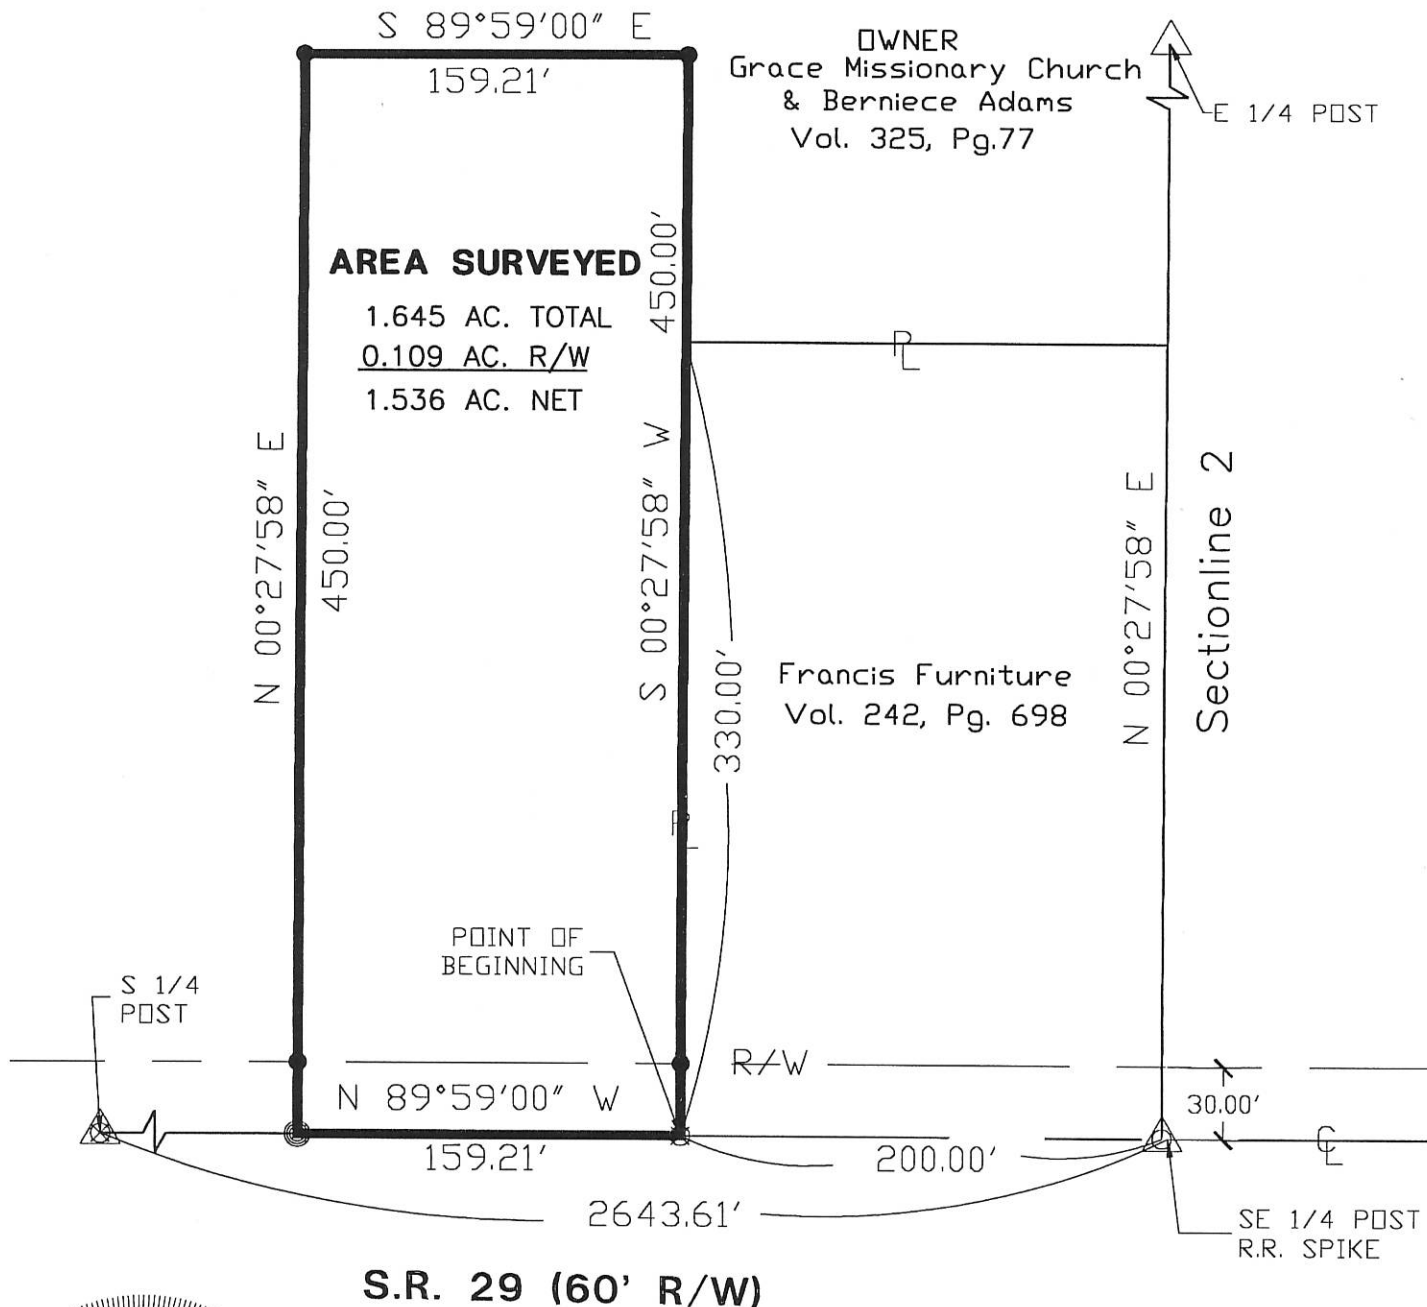 S 89°59'00" E
159.21'
OWNER
Grace Missionary Church
& Berniece Adams
Vol. 325, Pg.77
E 1/4 POST
AREA SURVEYED
1.645 AC. TOTAL
0.109 AC. R/W
1.536 AC. NET
450.00'
PL
N 00°27'58" E
450.00'
S 00°27'58" W
330.00'
Francis Furniture
Vol. 242, Pg. 698
N 00°27'58" E
Sectionline 2
PL
POINT OF
BEGINNING
S 1/4
POST
R/W
N 89°59'00" W
159.21'
30.00'
200.00'
CL
2643.61'
SE 1/4 POST
R.R. SPIKE
S.R. 29 (60' R/W)